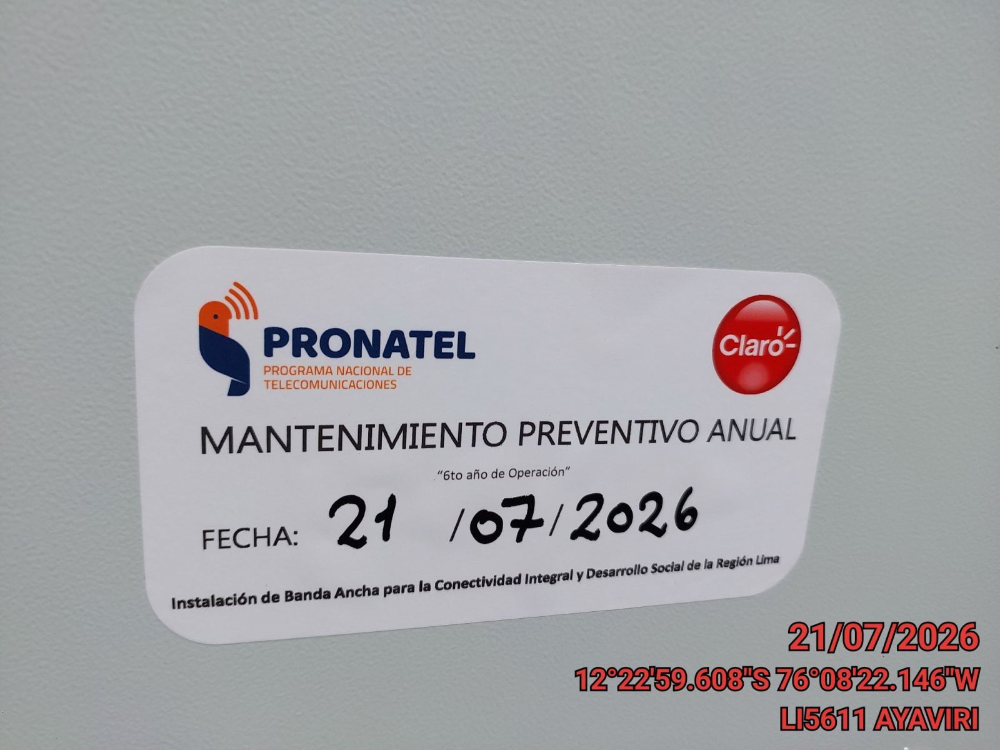 PRONATEL
PROGRAMA NACIONAL DE
TELECOMUNICACIONES
Claro
MANTENIMIENTO PREVENTIVO ANUAL
“6to año de Operación”
FECHA: 21 / 07 / 2026
Instalación de Banda Ancha para la Conectividad Integral y Desarrollo Social de la Región Lima
21/07/2026
12°22'59.608"S 76°08'22.146"W
LI5611 AYAVIRI